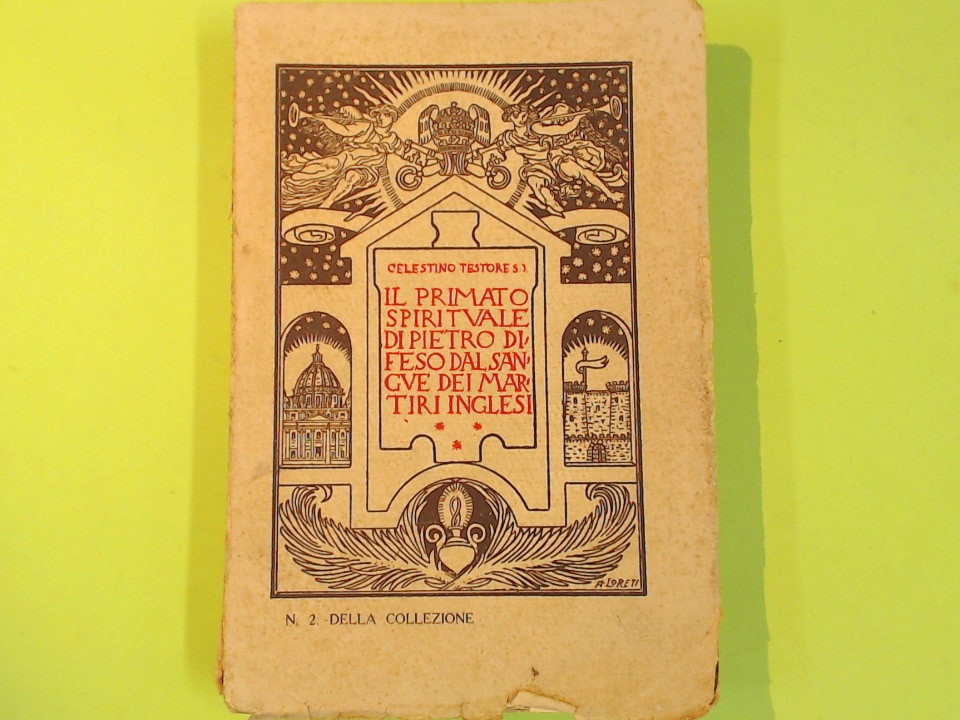 CELESTINO TESTORE S.J.
IL PRIMATO
SPIRITVALE
DI PIETRO DI-
FESO DAL SAN-
GVE DEI MAR-
TIRI INGLESI
A. LORETI
N. 2. - DELLA COLLEZIONE